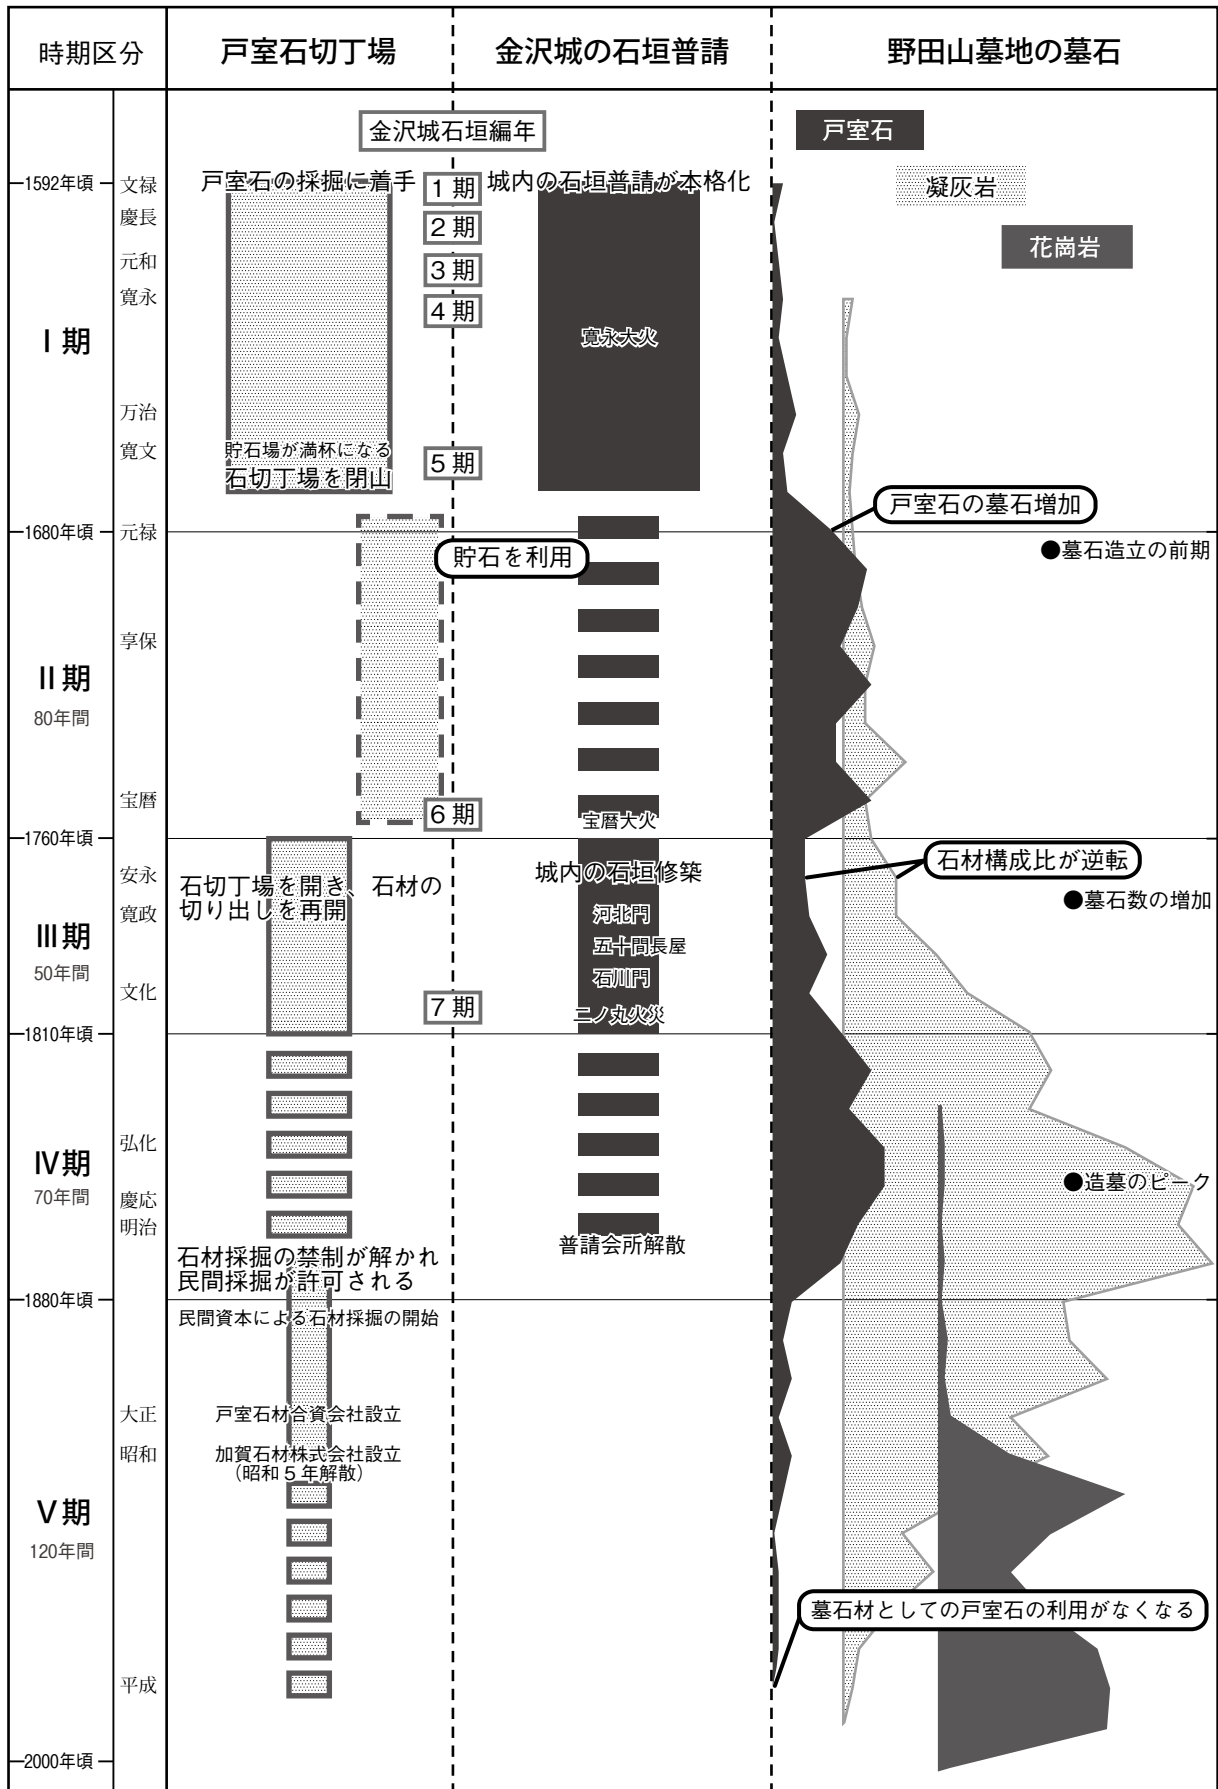 時期区分
戸室石切丁場
金沢城の石垣普請
野田山墓地の墓石
金沢城石垣編年
戸室石
凝灰岩
花崗岩
1592年頃
文禄
戸室石の採掘に着手
1期
城内の石垣普請が本格化
慶長
2期
元和
3期
寛永
4期
Ⅰ期
寛永大火
万治
寛文
貯石場が満杯になる
石切丁場を閉山
5期
戸室石の墓石増加
1680年頃
元禄
貯石を利用
●墓石造立の前期
享保
Ⅱ期
80年間
宝暦
6期
宝暦大火
1760年頃
石材構成比が逆転
安永
石切丁場を開き、石材の
切り出しを再開
城内の石垣修築
●墓石数の増加
寛政
河北門
Ⅲ期
50年間
五十間長屋
石川門
文化
7期
二ノ丸火災
1810年頃
弘化
Ⅳ期
70年間
●造墓のピーク
慶応
明治
普請会所解散
石材採掘の禁制が解かれ
民間採掘が許可される
1880年頃
民間資本による石材採掘の開始
大正
戸室石材合資会社設立
昭和
加賀石材株式会社設立
（昭和5年解散）
Ⅴ期
120年間
墓石材としての戸室石の利用がなくなる
平成
2000年頃